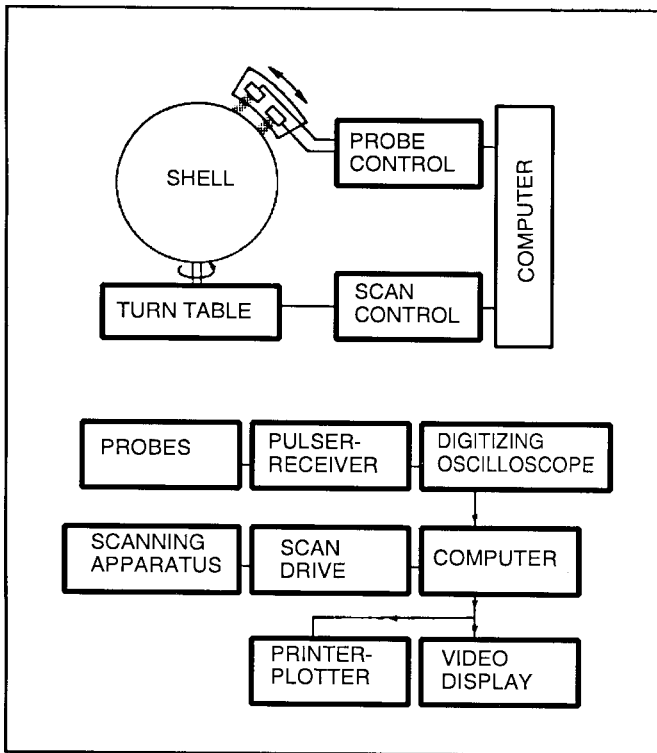 SHELL
PROBE
CONTROL
COMPUTER
TURN TABLE
SCAN
CONTROL
PROBES
PULSER-
RECEIVER
DIGITIZING
OSCILLOSCOPE
SCANNING
APPARATUS
SCAN
DRIVE
COMPUTER
PRINTER-
PLOTTER
VIDEO
DISPLAY